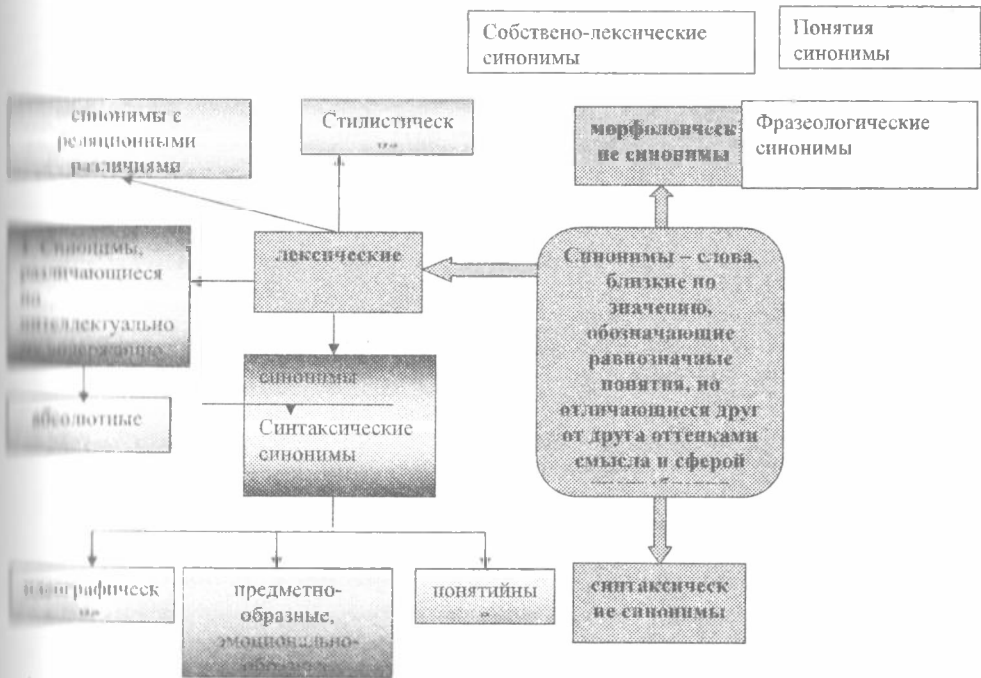 Собствено-лексические
синонимы
Понятия
синонимы
синонимы с
реляционными
различиями
Стилистическ
морфологическ
ие синонимы
Фразеологические
синонимы
1. Синонимы,
различающиеся
по
интеллектуально
лексические
Синонимы – слова,
близкие по
значению,
обозначающие
равнозначные
понятия, но
отличающиеся друг
от друга оттенками
смысла и сферой
абсолютные
синонимы
Синтаксические
синонимы
предметно-
образные,
эмоционально-
понятийны
синтаксическ
ие синонимы